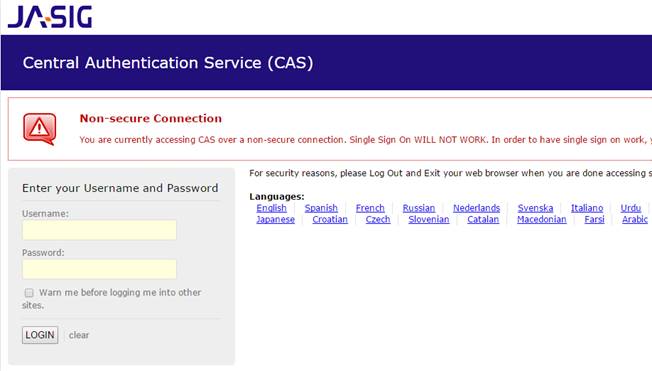 JA-SIG
Central Authentication Service (CAS)
Non-secure Connection
You are currently accessing CAS over a non-secure connection. Single Sign On WILL NOT WORK. In order to have single sign on work,
Enter your Username and Password
Username:
Password:
Warn me before logging me into other
sites.
LOGIN clear
For security reasons, please Log Out and Exit your web browser when you are done accessing
Languages:
English Spanish French Russian Nederlands Svenska Italiano Urdu
Japanese Croatian Czech Slovenian Catalan Macedonian Farsi Arabic